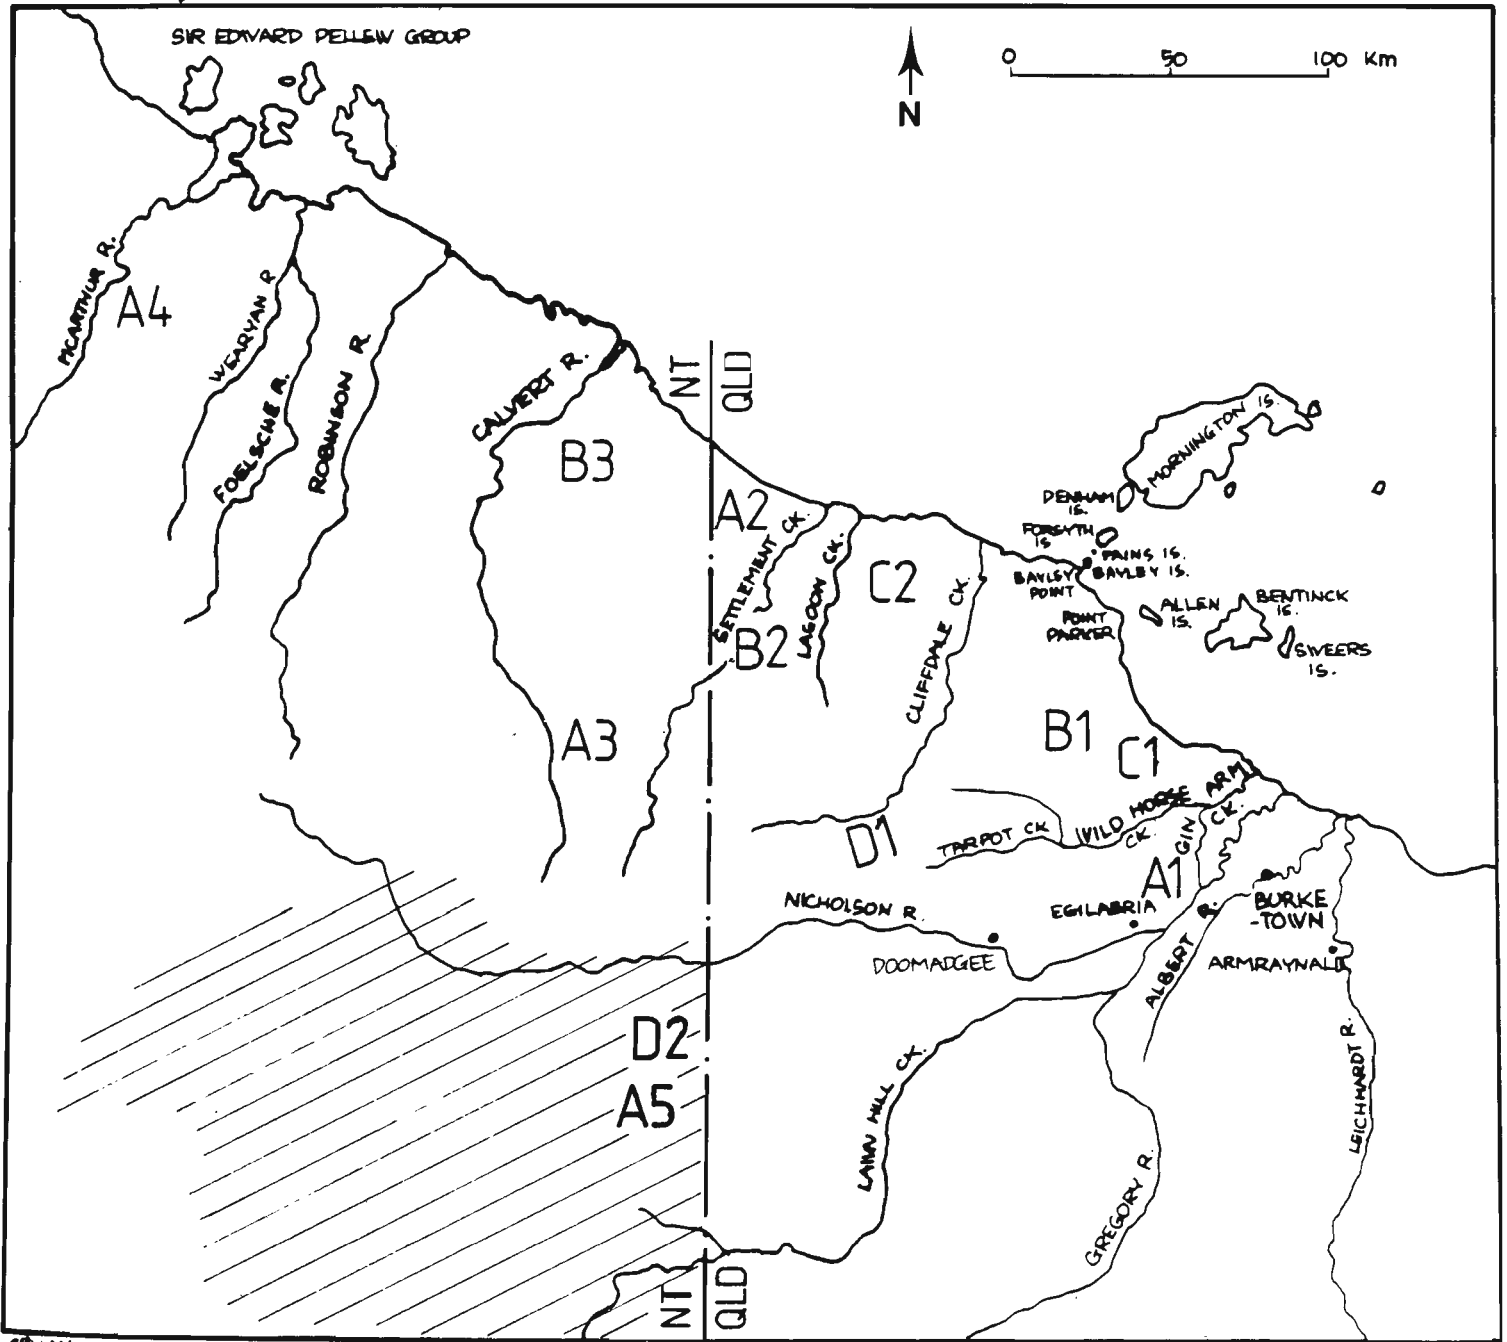 SIR EDWARD PELLEW GROUP
0 50 100 Km
N
MCARTHUR R.
A4
WEARYAN R
FOELSCHE R.
ROBINSON R.
CALVERT R.
B3
NT
QLD
A2
SETTLEMENT CK.
B2
LAGOON CK.
C2
CLIFFDALE CK.
MORNINGTON IS.
DENHAM
IS.
FORSYTH
IS
PAINS IS.
BAYLEY IS.
BAYLEY
POINT
POINT
PARKER
ALLEN
IS.
BENTINCK
IS.
SWEERS
IS.
A3
B1
C1
D1
TARPOT CK
WILD HORSE ARM
CK.
GIN
CK.
A1
NICHOLSON R.
EGILABRIA
DOOMADGEE
ALBERT R.
BURKE
-TOWN
ARMRAYNALD
D2
A5
LAWN HILL CK.
GREGORY R.
LEICHHARDT R.
NT
QLD